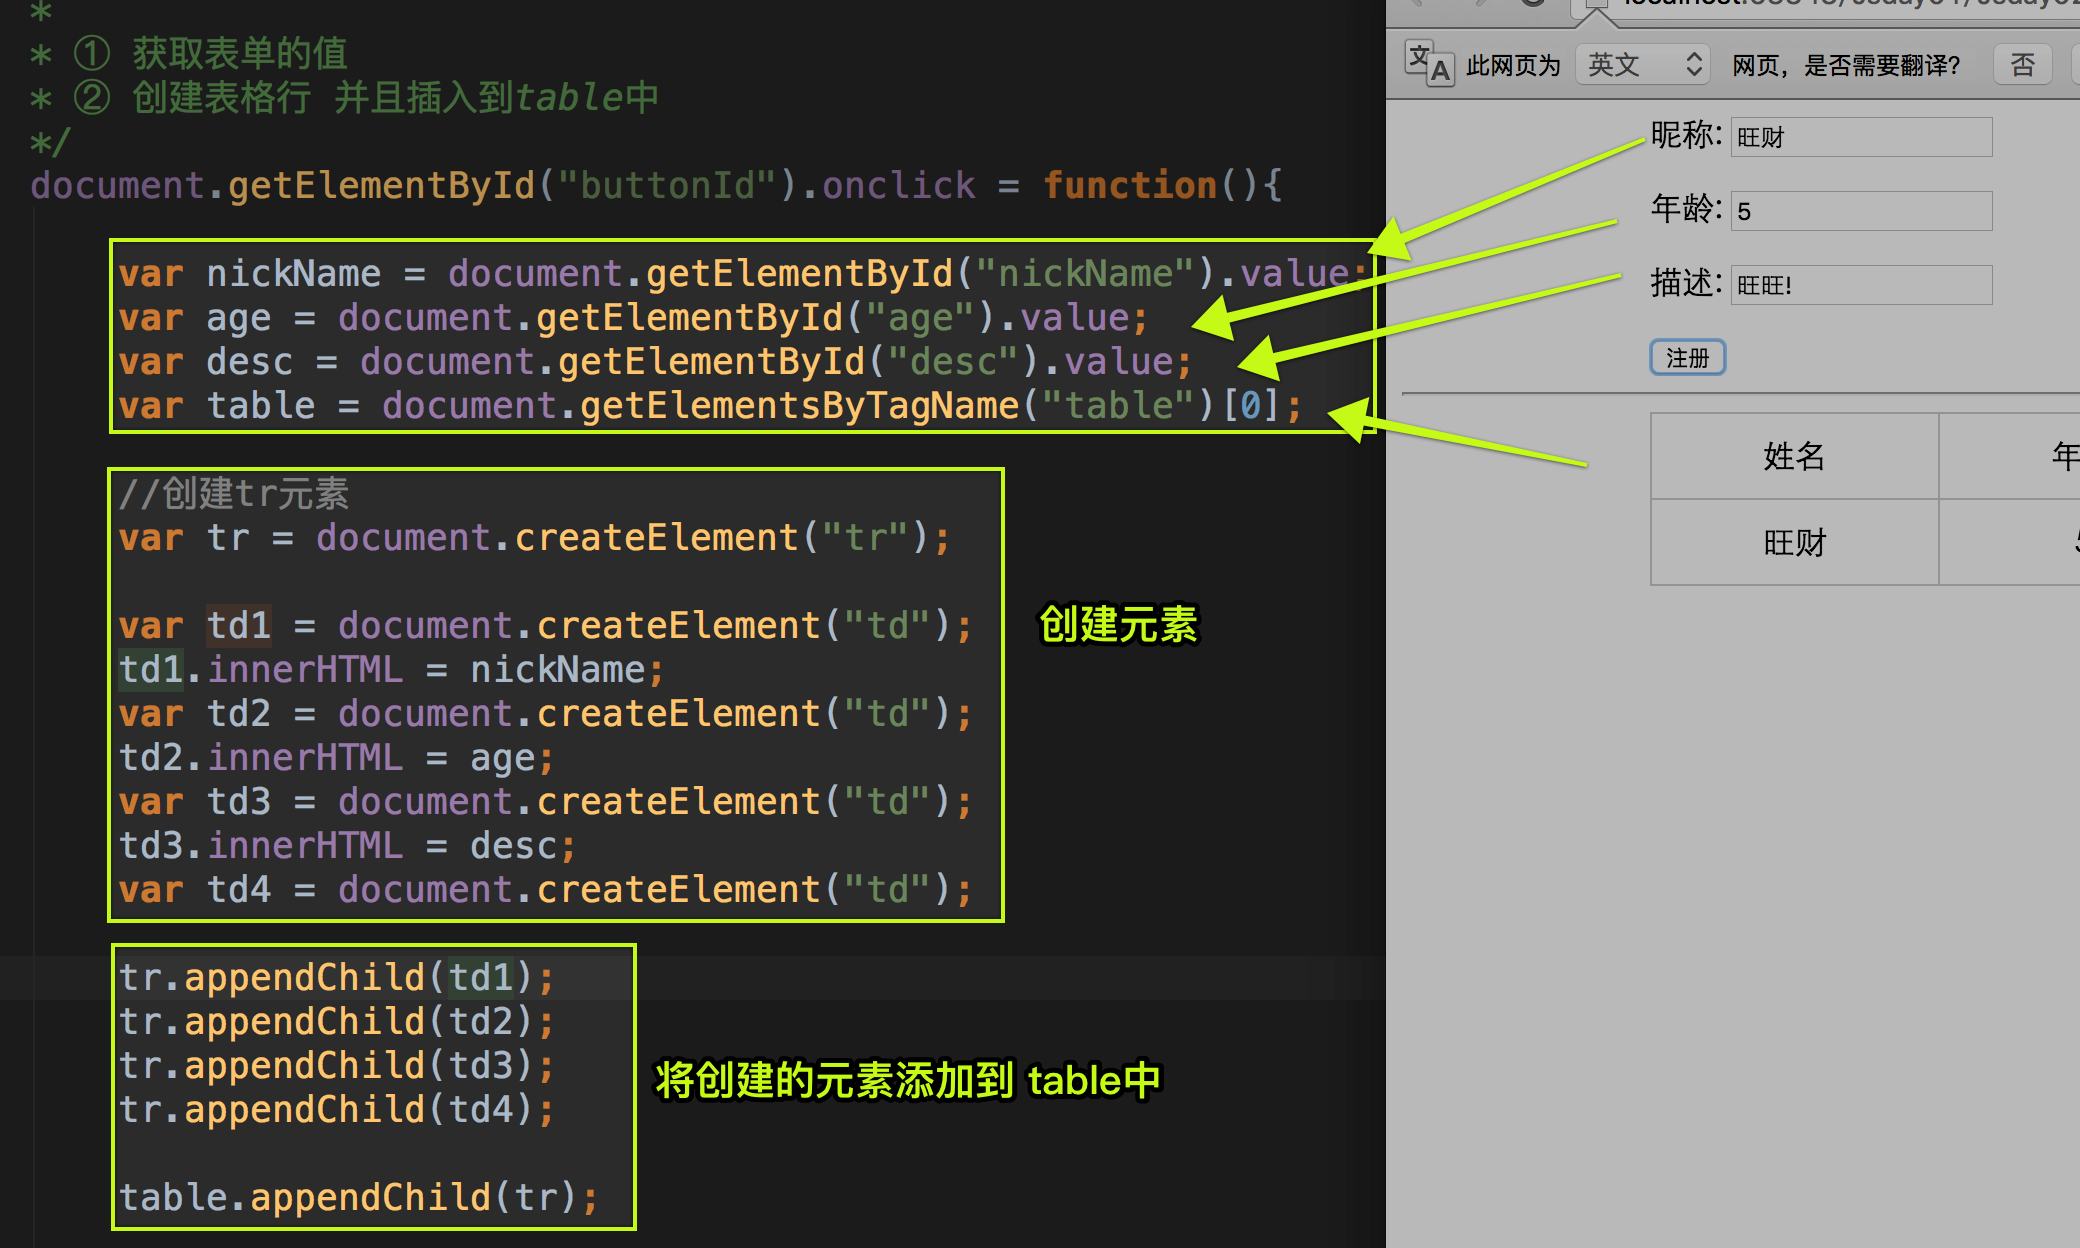 *
* ① 获取表单的值
* ② 创建表格行 并且插入到table中
*/
document.getElementById("buttonId").onclick = function(){
var nickName = document.getElementById("nickName").value;
var age = document.getElementById("age").value;
var desc = document.getElementById("desc").value;
var table = document.getElementsByTagName("table")[0];
//创建tr元素
var tr = document.createElement("tr");
var td1 = document.createElement("td");
td1.innerHTML = nickName;
var td2 = document.createElement("td");
td2.innerHTML = age;
var td3 = document.createElement("td");
td3.innerHTML = desc;
var td4 = document.createElement("td");
创建元素
tr.appendChild(td1);
tr.appendChild(td2);
tr.appendChild(td3);
tr.appendChild(td4);
table.appendChild(tr);
将创建的元素添加到 table中
文A 此网页为 英文 网页，是否需要翻译? 否
昵称: 旺财
年龄: 5
描述: 旺旺!
注册
姓名 年
旺财 5